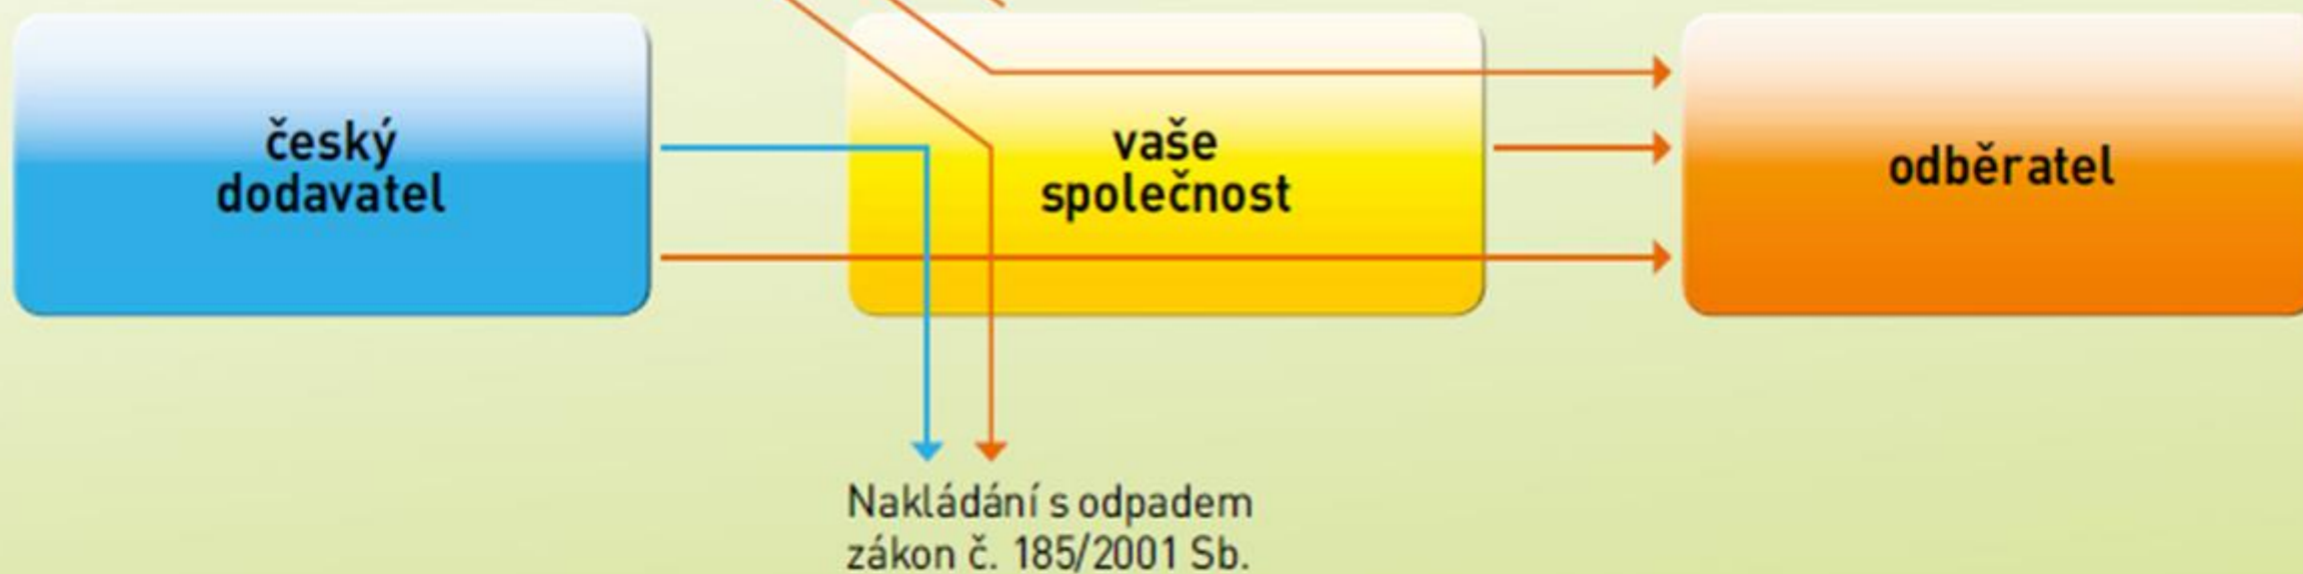 český
dodavatel
vaše
společnost
odběratel
Nakládání s odpadem
zákon č. 185/2001 Sb.